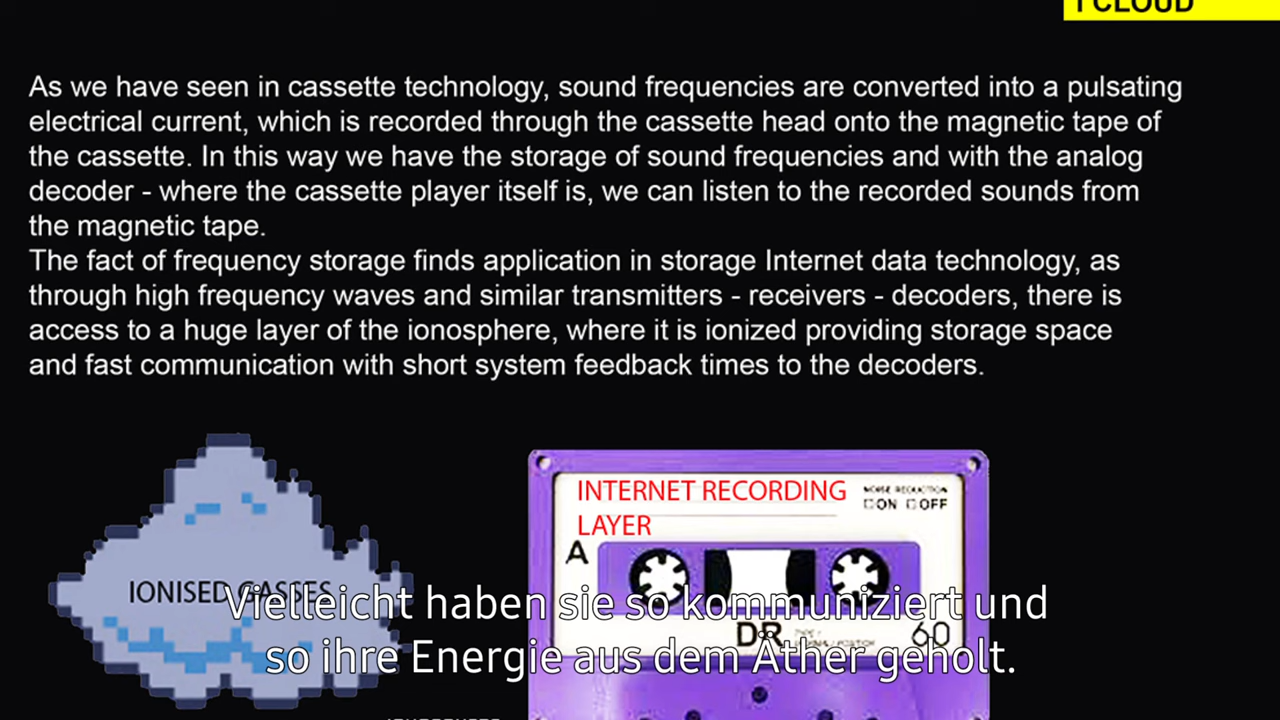 I CLOUD
As we have seen in cassette technology, sound frequencies are converted into a pulsating
electrical current, which is recorded through the cassette head onto the magnetic tape of
the cassette. In this way we have the storage of sound frequencies and with the analog
decoder - where the cassette player itself is, we can listen to the recorded sounds from
the magnetic tape.
The fact of frequency storage finds application in storage Internet data technology, as
through high frequency waves and similar transmitters - receivers - decoders, there is
access to a huge layer of the ionosphere, where it is ionized providing storage space
and fast communication with short system feedback times to the decoders.
INTERNET RECORDING
LAYER
NOISE REDUCTION
ON OFF
A
IONISED GASSES
DR
60
Vielleicht haben sie so kommuniziert und
so ihre Energie aus dem Äther geholt.